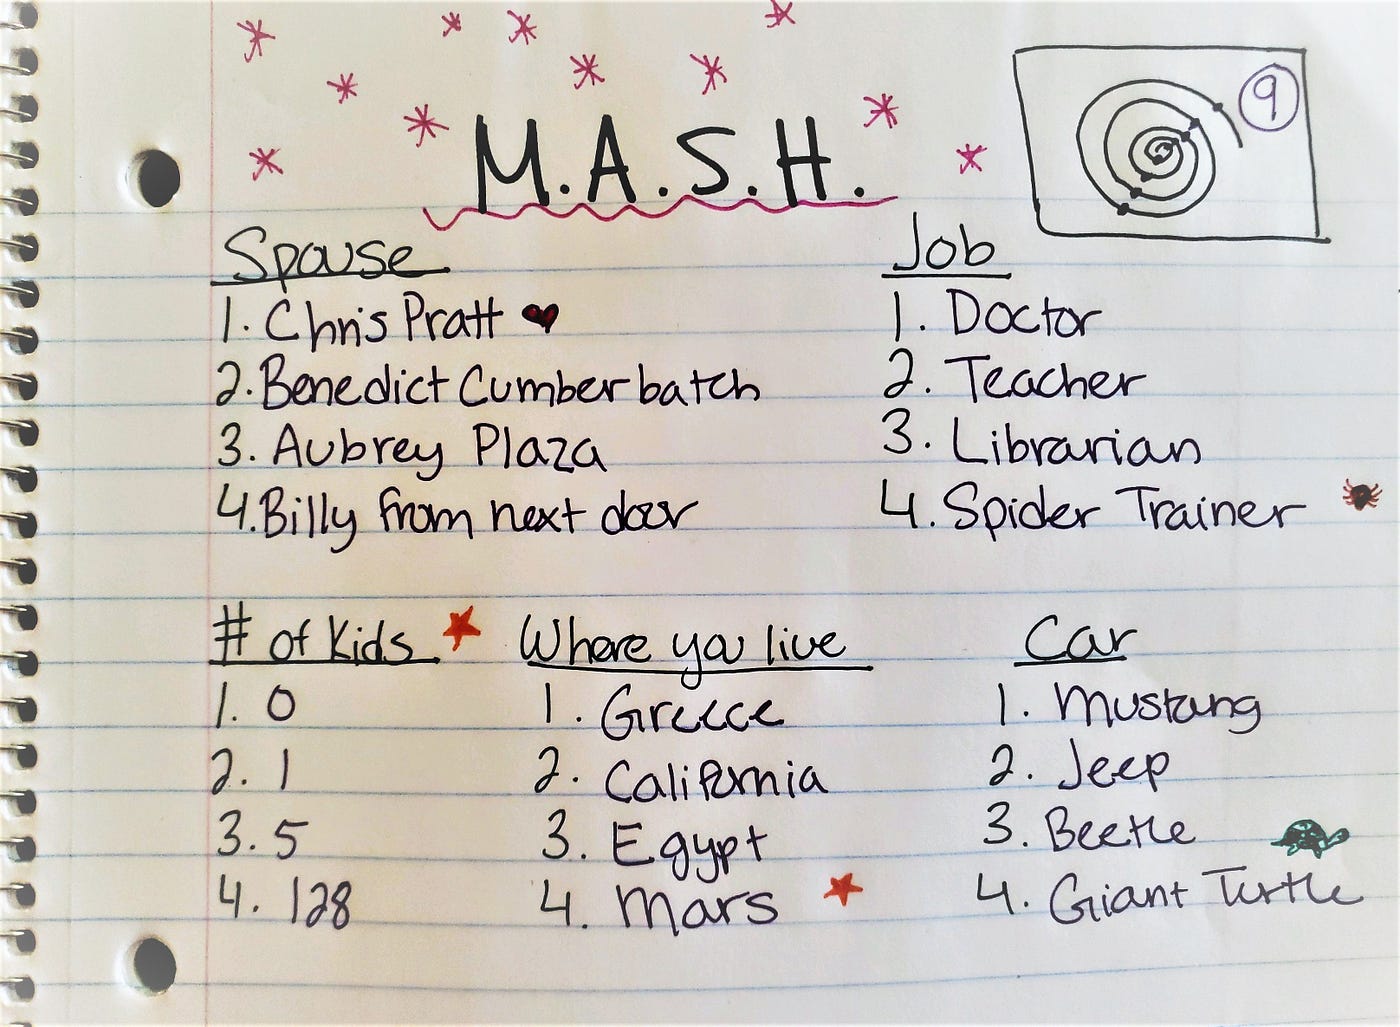 M.A.S.H.
9
Spouse
1. Chris Pratt
2. Benedict Cumberbatch
3. Aubrey Plaza
4. Billy from next door
Job
1. Doctor
2. Teacher
3. Librarian
4. Spider Trainer
# of Kids
1. 0
2. 1
3. 5
4. 128
Where you live
1. Greece
2. California
3. Egypt
4. Mars
Car
1. Mustang
2. Jeep
3. Beetle
4. Giant Turtle